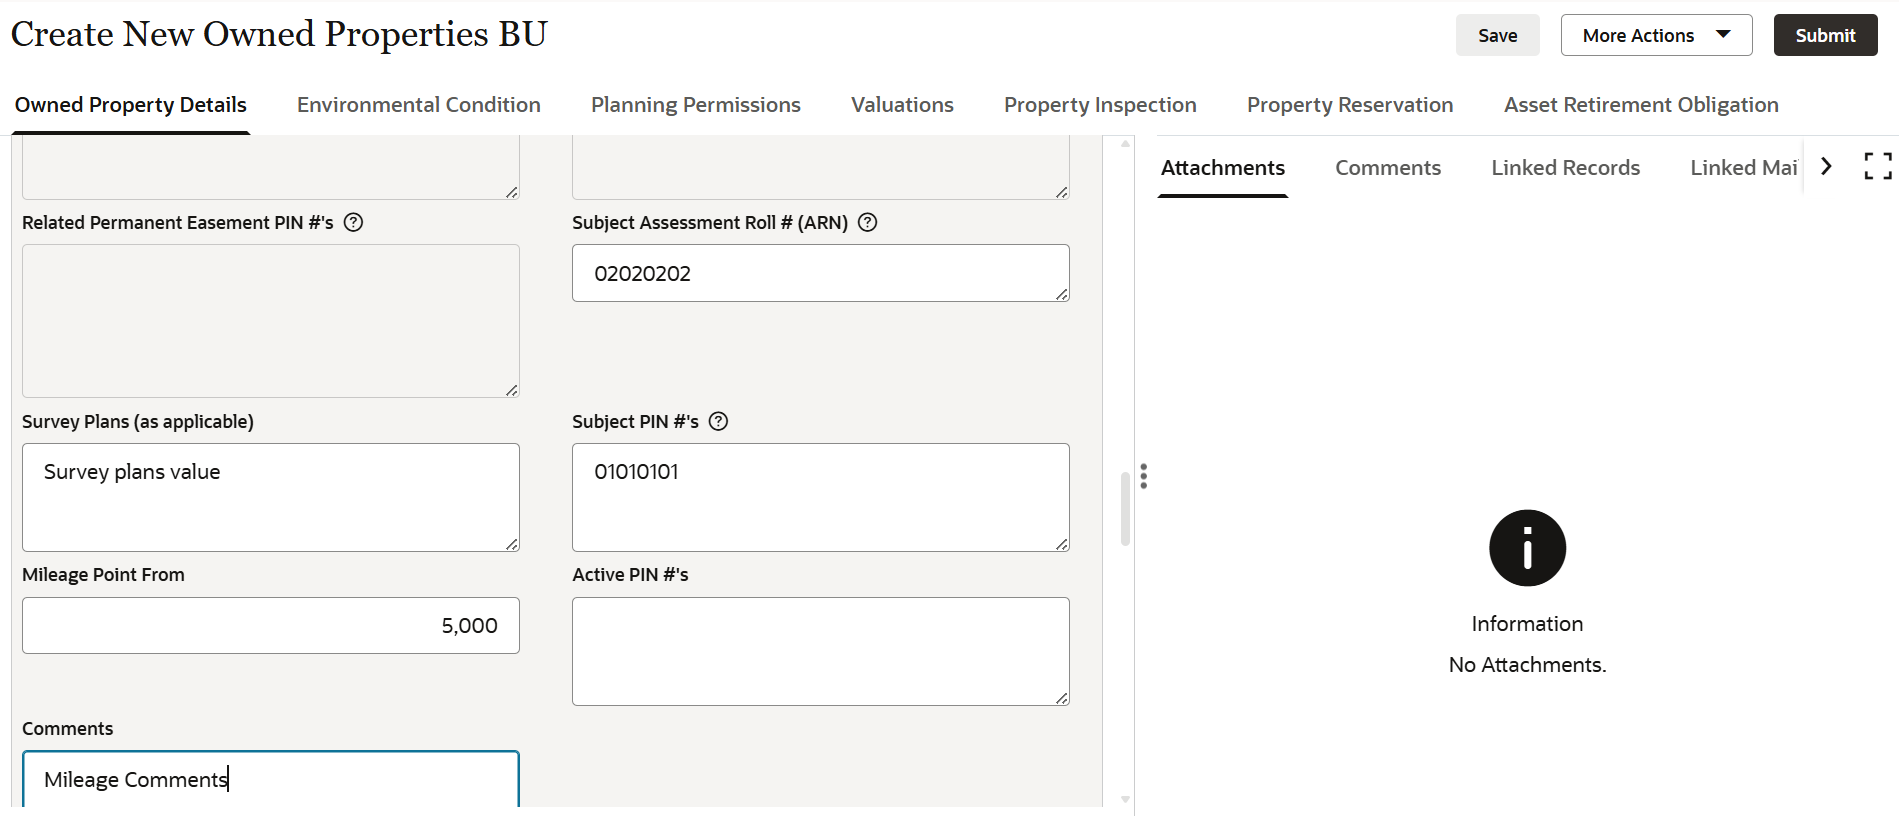 Create New Owned Properties BU
Save
More Actions
Submit
Owned Property Details
Environmental Condition
Planning Permissions
Valuations
Property Inspection
Property Reservation
Asset Retirement Obligation
Related Permanent Easement PIN #'s
Subject Assessment Roll # (ARN)
02020202
Survey Plans (as applicable)
Subject PIN #'s
Survey plans value
01010101
Mileage Point From
Active PIN #'s
5,000
Comments
Mileage Comments
Attachments
Comments
Linked Records
Linked Mai
Information
No Attachments.